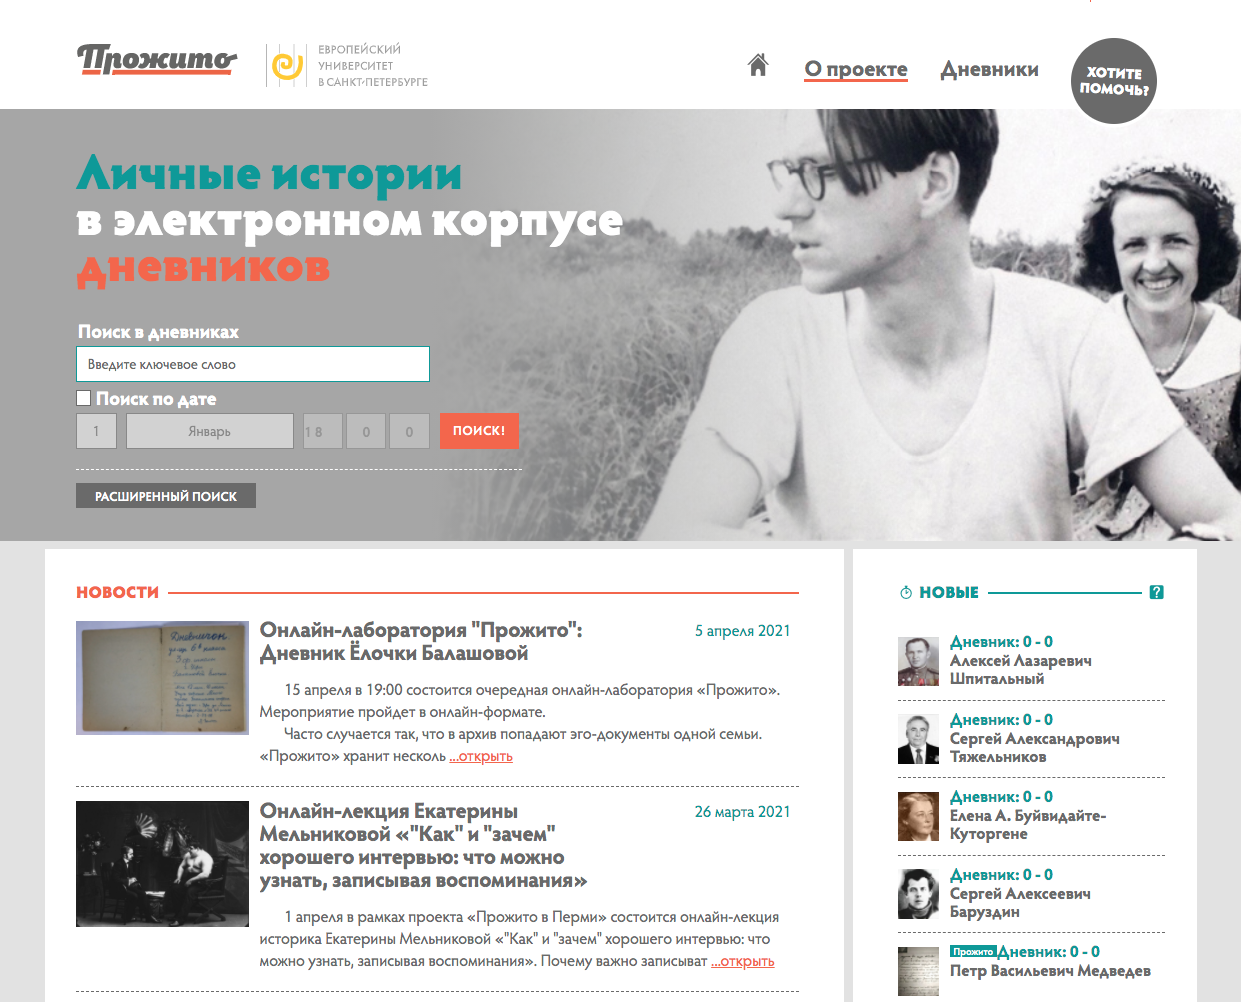 Прожито
ЕВРОПЕЙСКИЙ
УНИВЕРСИТЕТ
В САНКТ-ПЕТЕРБУРГЕ
О проекте
Дневники
ХОТИТЕ
ПОМОЧЬ?
Личные истории
в электронном корпусе
дневников
Поиск в дневниках
Введите ключевое слово
Поиск по дате
1
Январь
18
0
0
ПОИСК!
РАСШИРЕННЫЙ ПОИСК
НОВОСТИ
Онлайн-лаборатория "Прожито":
Дневник Ёлочки Балашовой
5 апреля 2021
15 апреля в 19:00 состоится очередная онлайн-лаборатория «Прожито».
Мероприятие пройдет в онлайн-формате.
Часто случается так, что в архив попадают эго-документы одной семьи.
«Прожито» хранит несколь ...открыть
Онлайн-лекция Екатерины
Мельниковой «"Как" и "зачем"
хорошего интервью: что можно
узнать, записывая воспоминания»
26 марта 2021
1 апреля в рамках проекта «Прожито в Перми» состоится онлайн-лекция
историка Екатерины Мельниковой «"Как" и "зачем" хорошего интервью: что
можно узнать, записывая воспоминания». Почему важно записыват ...открыть
НОВЫЕ
?
Дневник: 0 - 0
Алексей Лазаревич
Шпитальный
Дневник: 0 - 0
Сергей Александрович
Тяжельников
Дневник: 0 - 0
Елена А. Буйвидайте-
Куторгене
Дневник: 0 - 0
Сергей Алексеевич
Баруздин
Прожито Дневник: 0 - 0
Петр Васильевич Медведев